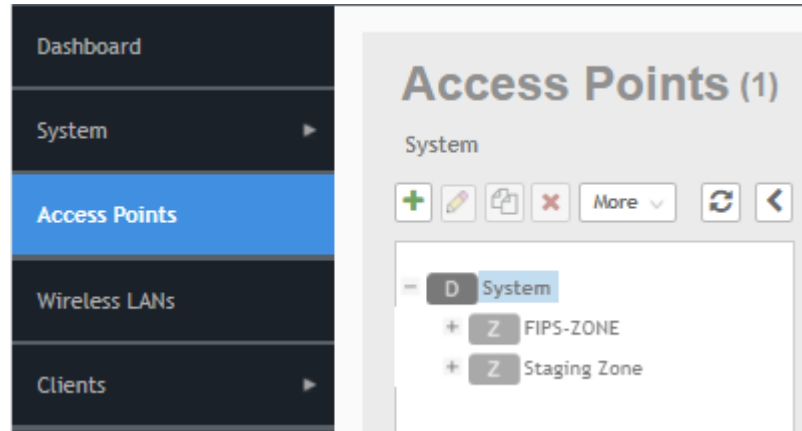 Dashboard
System
Access Points
Wireless LANs
Clients
Access Points (1)
System
More
D System
Z FIPS-ZONE
Z Staging Zone